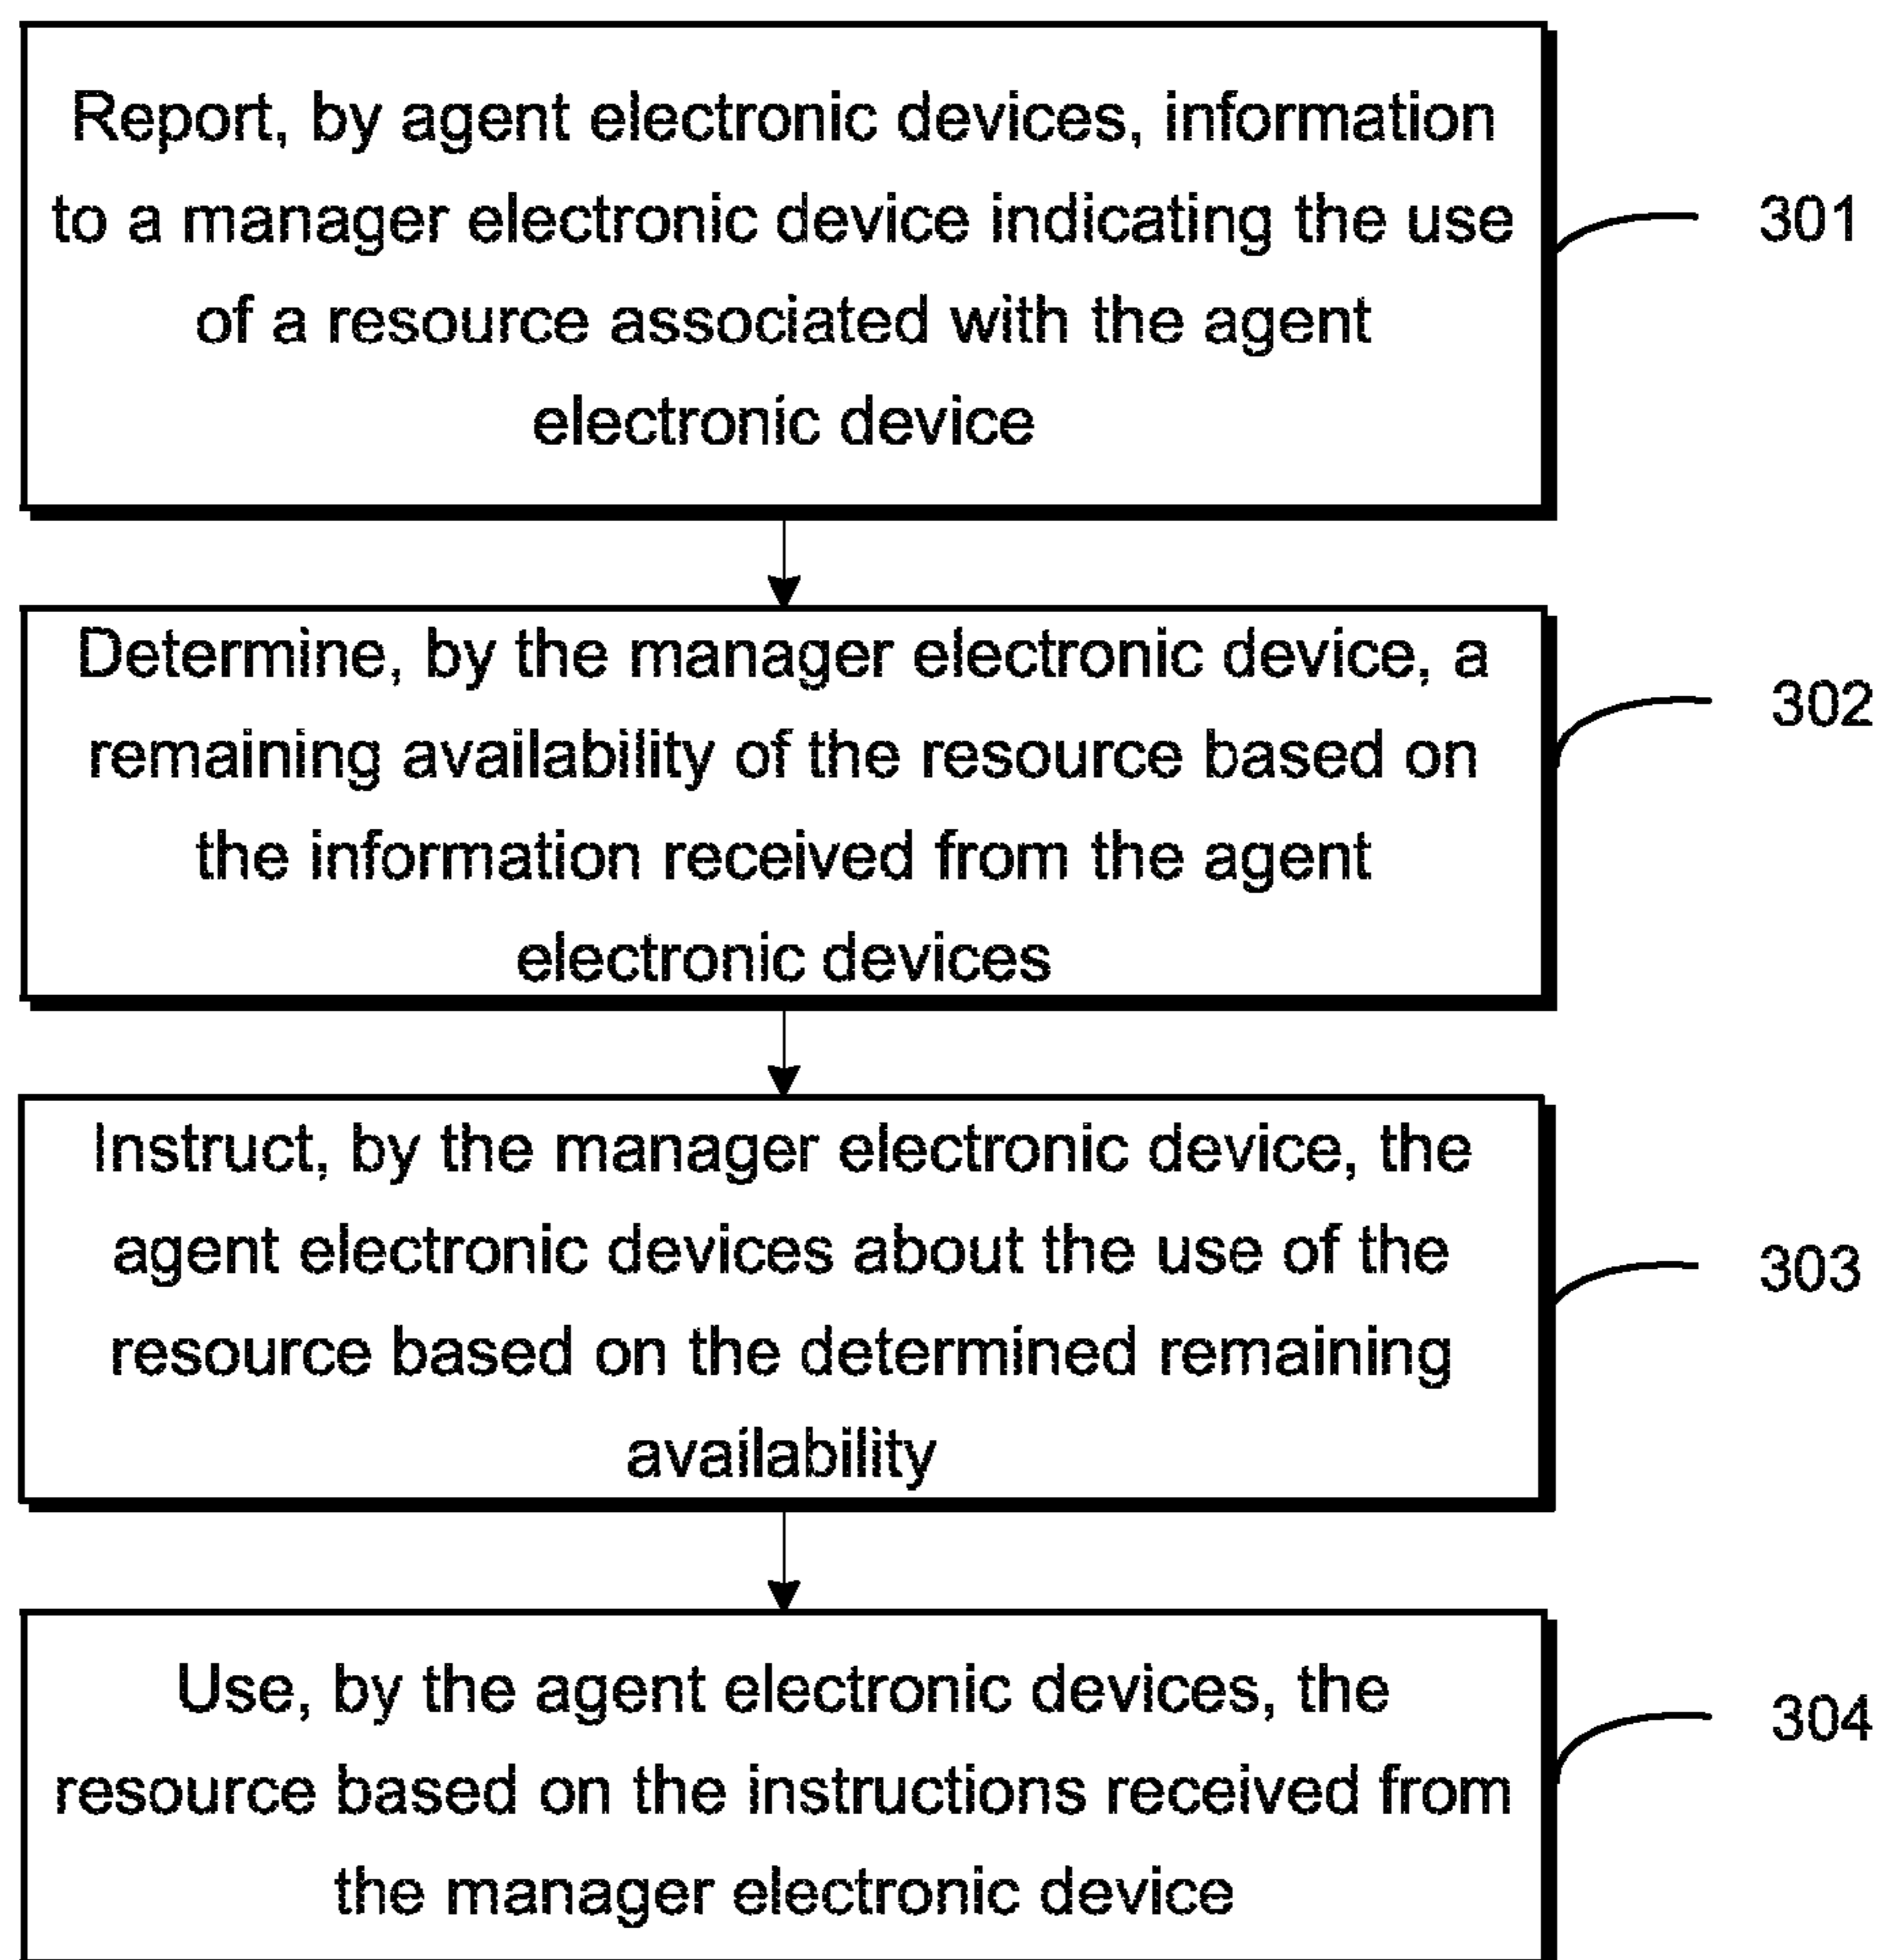 Report, by agent electronic devices, information
to a manager electronic device indicating the use
of a resource associated with the agent
electronic device
301
Determine, by the manager electronic device, a
remaining availability of the resource based on
the information received from the agent
electronic devices
302
Instruct, by the manager electronic device, the
agent electronic devices about the use of the
resource based on the determined remaining
availability
303
Use, by the agent electronic devices, the
resource based on the instructions received from
the manager electronic device
304